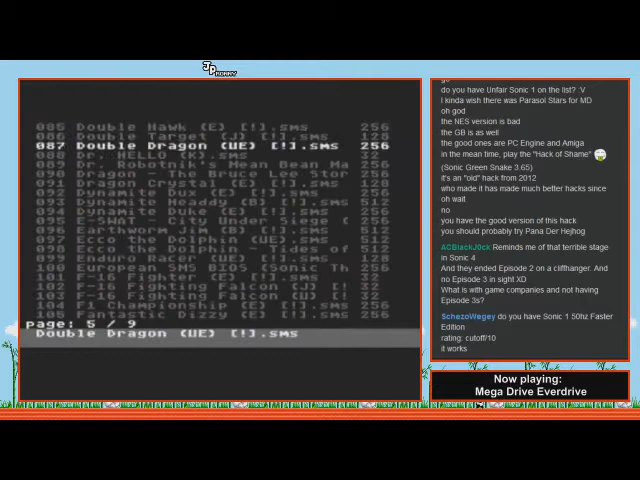 JP
RONNY
085 Double Hawk (E) [!].sms 256
086 Double Target (J) [!].sms 128
087 Double Dragon (UE) [!].sms 256
088 Dr. HELLO (K).sms 32
089 Dr. Robotnik's Mean Bean Ma 256
090 Dragon - The Bruce Lee Stor 256
091 Dragon Crystal (E) [!].sms 128
092 Dynamite Dux (E) [!].sms 256
093 Dynamite Headdy (B) [!].sms 512
094 Dynamite Duke (E) [!].sms 256
095 E-SWAT - City Under Siege ( 256
096 Earthworm Jim (B) [!].sms 512
097 Ecco the Dolphin (UE) [!].sms 512
098 Ecco the Dolphin - Tides of 512
099 Enduro Racer (UE) [!].sms 128
100 European SMS BIOS (Sonic Th 256
101 F-16 Fighter (E) [!].sms 32
102 F-16 Fighting Falcon (J) [! 32
103 F-16 Fighting Falcon (U) [! 32
104 F1 Championship (E) [!].sms 256
105 Fantastic Dizzy (E) [!].sms 256
page: 5 / 9
Double Dragon (UE) [!].sms
do you have Unfair Sonic 1 on the list? :V
I kinda wish there was Parasol Stars for MD
oh god
the NES version is bad
the GB is as well
the good ones are PC Engine and Amiga
in the mean time, play the "Hack of Shame"
(Sonic Green Snake 3.65)
it's an "old" hack from 2012
who made it has made much better hacks since
oh wait
no
you have the good version of this hack
you should probably try Pana Der Hejhog
ACBlackJ0ck Reminds me of that terrible stage
in Sonic 4
And they ended Episode 2 on a cliffhanger. And
no Episode 3 in sight XD
What is with game companies and not having
Episode 3s?
SchezoWegey do you have Sonic 1 50hz Faster
Edition
rating: cutoff/10
it works
Now playing:
Mega Drive Everdrive